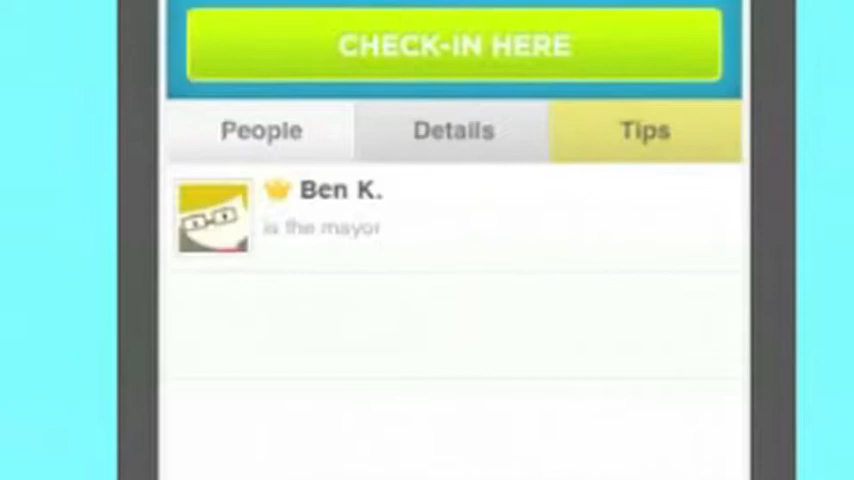 CHECK-IN HERE
People Details Tips
Ben K.
is the mayor